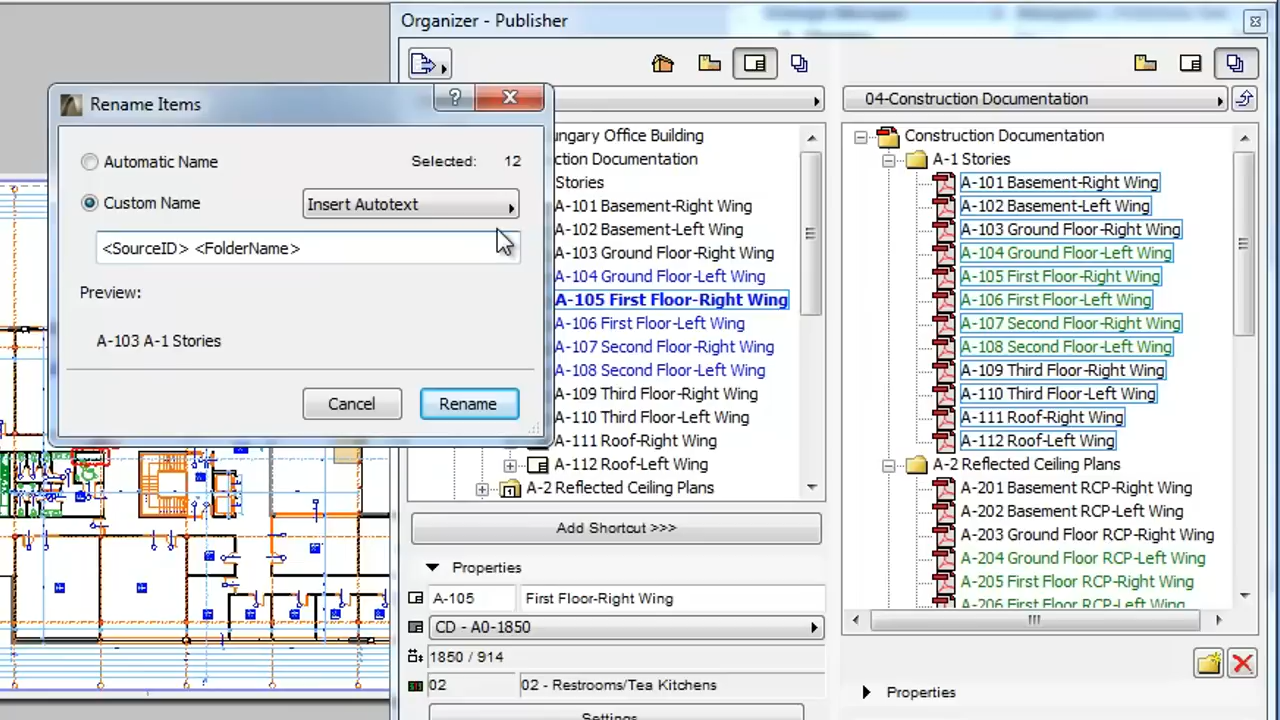 Organizer - Publisher
Rename Items
Automatic Name
Selected: 12
Custom Name
Insert Autotext
<SourceID> <FolderName>
Preview:
A-103 A-1 Stories
Cancel
Rename
ungary Office Building
ction Documentation
Stories
A-101 Basement-Right Wing
A-102 Basement-Left Wing
A-103 Ground Floor-Right Wing
A-104 Ground Floor-Left Wing
A-105 First Floor-Right Wing
A-106 First Floor-Left Wing
A-107 Second Floor-Right Wing
A-108 Second Floor-Left Wing
A-109 Third Floor-Right Wing
A-110 Third Floor-Left Wing
A-111 Roof-Right Wing
A-112 Roof-Left Wing
A-2 Reflected Ceiling Plans
Add Shortcut >>>
Properties
A-105 First Floor-Right Wing
CD - A0-1850
1850 / 914
02 02 - Restrooms/Tea Kitchens
Settings
04-Construction Documentation
Construction Documentation
A-1 Stories
A-101 Basement-Right Wing
A-102 Basement-Left Wing
A-103 Ground Floor-Right Wing
A-104 Ground Floor-Left Wing
A-105 First Floor-Right Wing
A-106 First Floor-Left Wing
A-107 Second Floor-Right Wing
A-108 Second Floor-Left Wing
A-109 Third Floor-Right Wing
A-110 Third Floor-Left Wing
A-111 Roof-Right Wing
A-112 Roof-Left Wing
A-2 Reflected Ceiling Plans
A-201 Basement RCP-Right Wing
A-202 Basement RCP-Left Wing
A-203 Ground Floor RCP-Right Wing
A-204 Ground Floor RCP-Left Wing
A-205 First Floor RCP-Right Wing
A-206 First Floor RCP-Left Wing
Properties